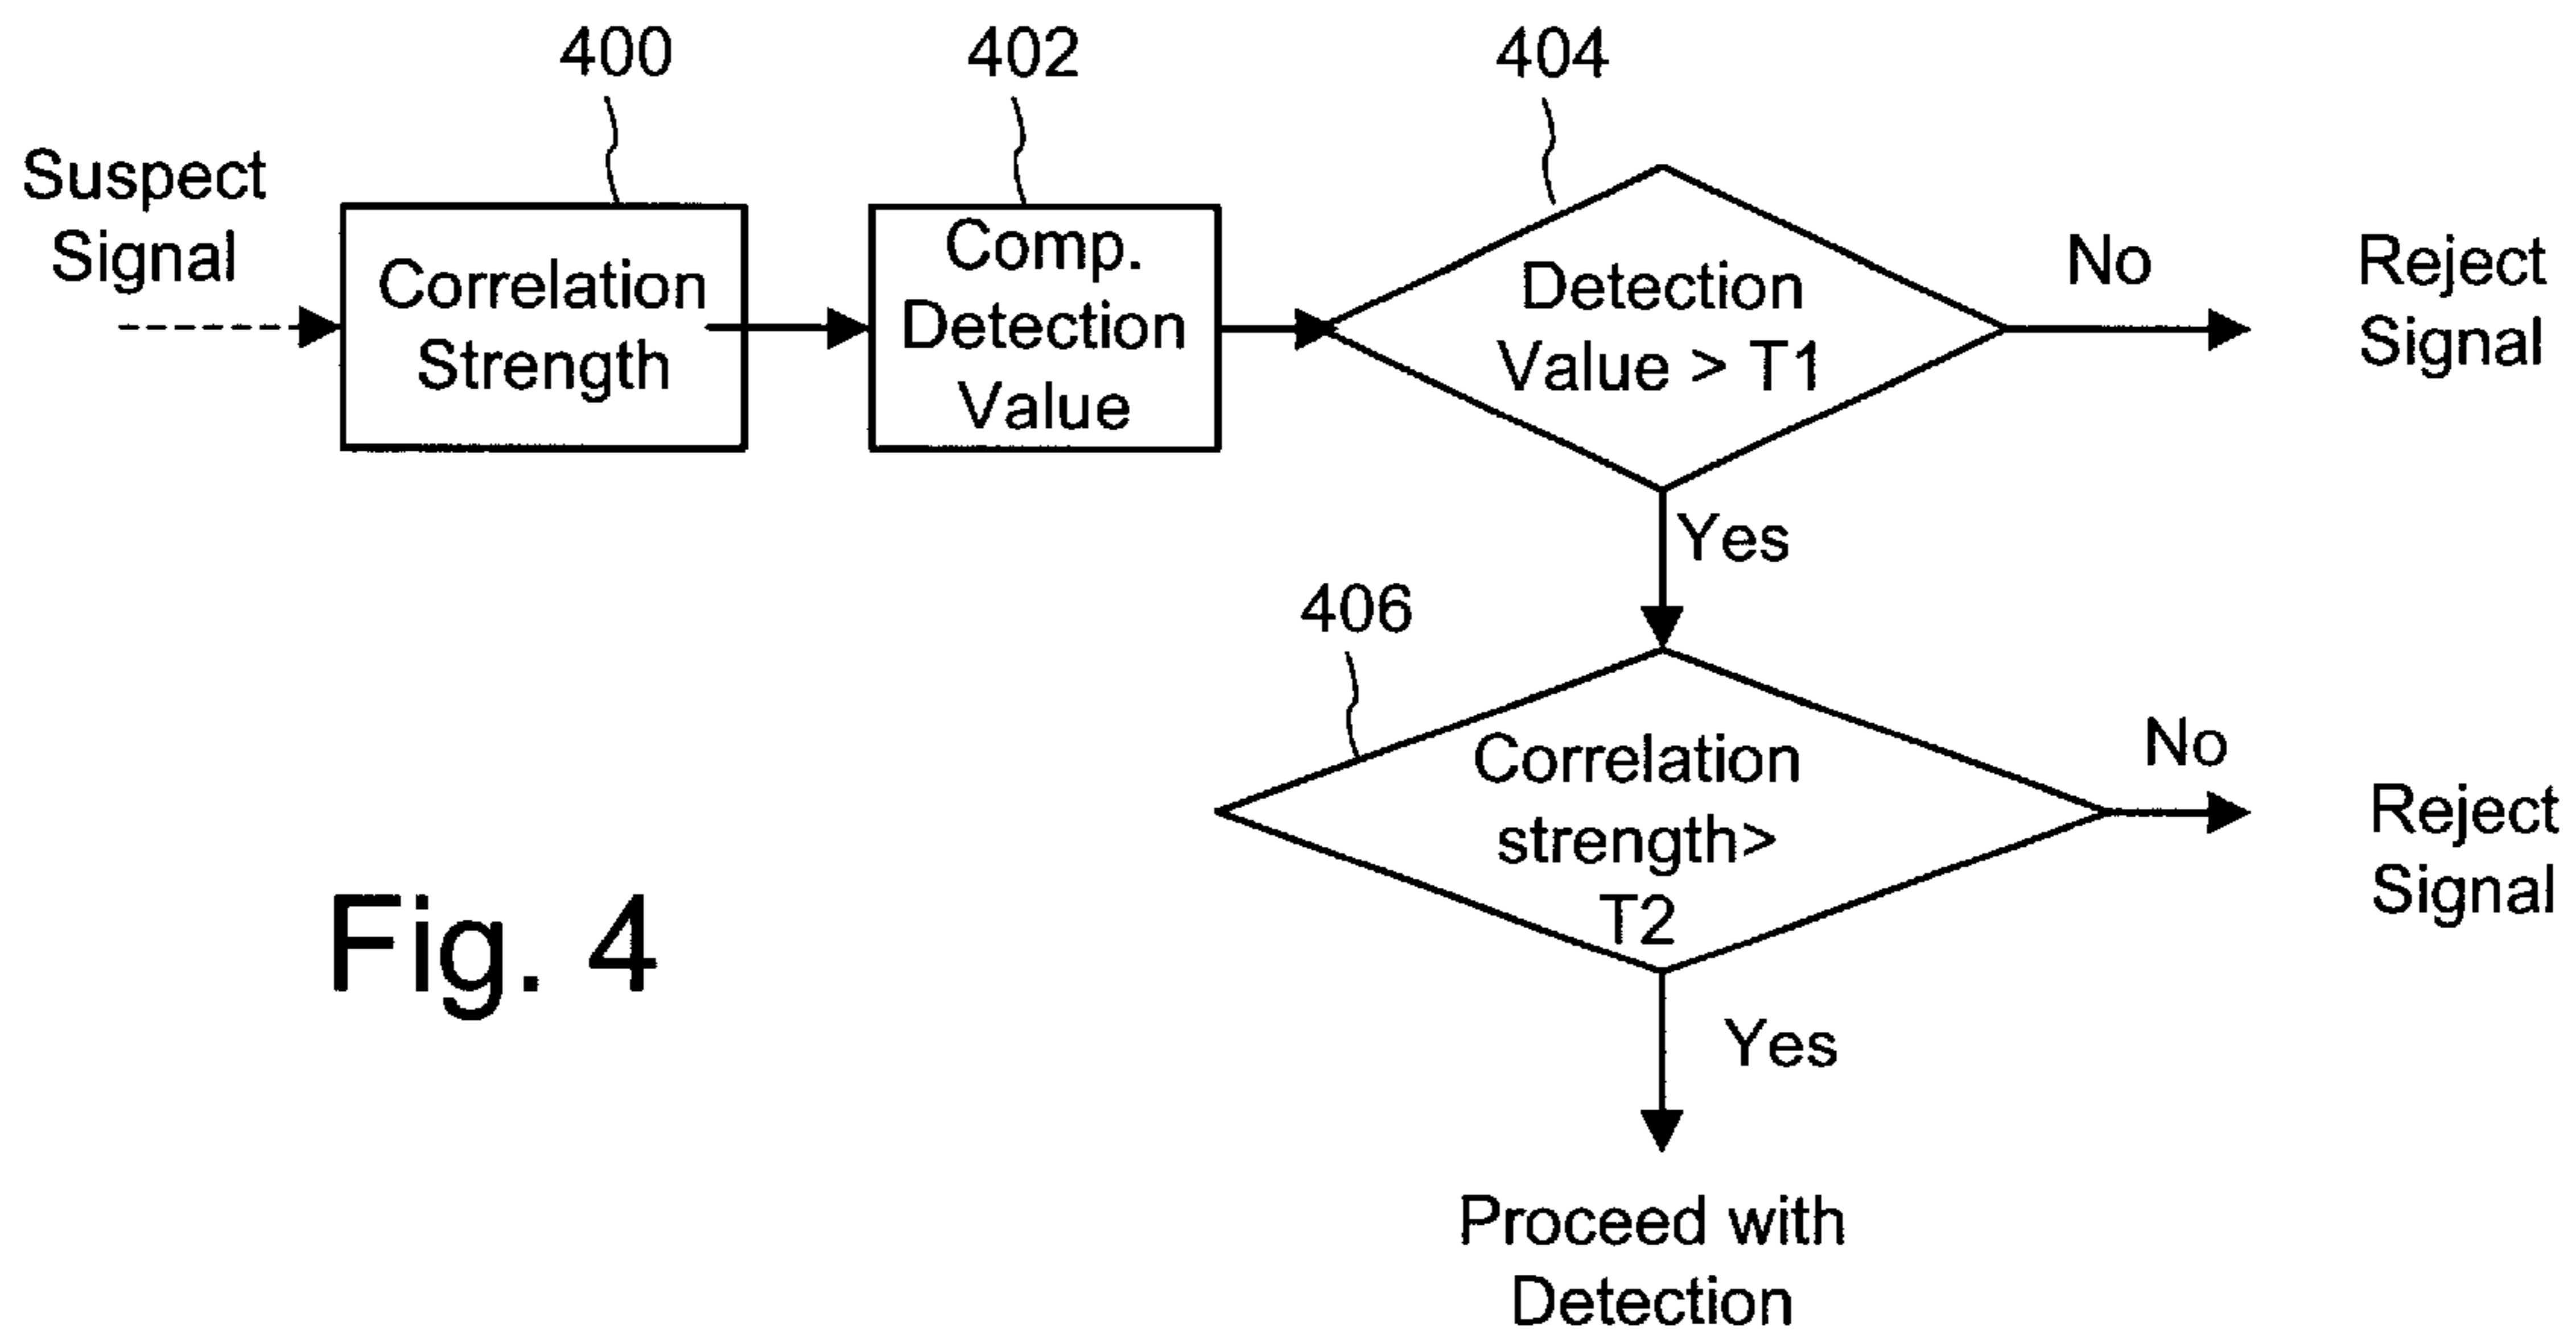 400
402
404
Suspect
Signal
Correlation
Strength
Comp.
Detection
Value
Detection
Value > T1
No
Reject
Signal
Yes
406
Correlation
strength>
T2
No
Reject
Signal
Yes
Proceed with
Detection
Fig. 4